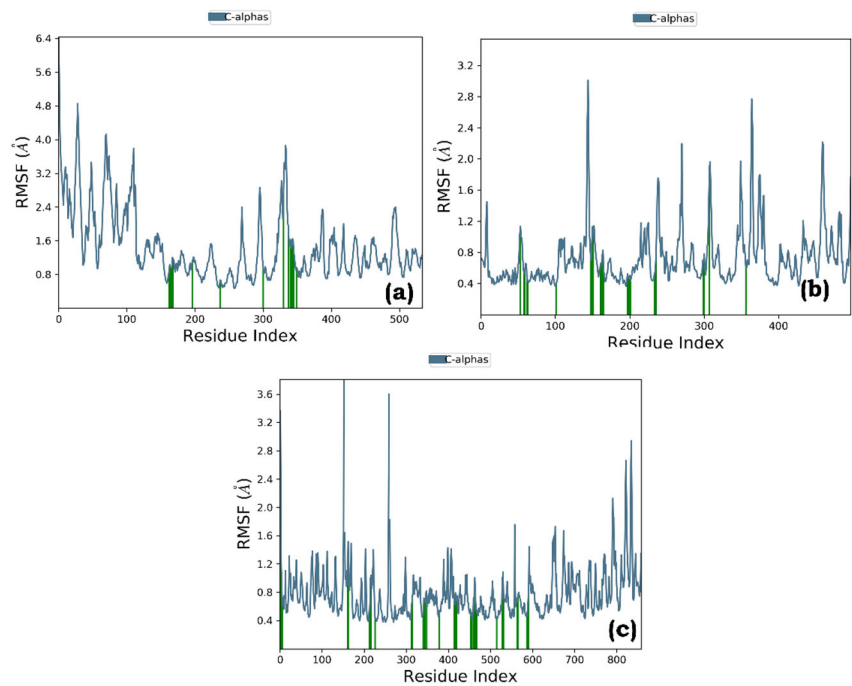 C-alphas
RMSF (Å)
6.4
5.6
4.8
4.0
3.2
2.4
1.6
0.8
0 100 200 300 400 500
Residue Index
(a)
C-alphas
RMSF (Å)
3.2
2.8
2.4
2.0
1.6
1.2
0.8
0.4
0 100 200 300 400
Residue Index
(b)
C-alphas
RMSF (Å)
3.6
3.2
2.8
2.4
2.0
1.6
1.2
0.8
0.4
0 100 200 300 400 500 600 700 800
Residue Index
(c)